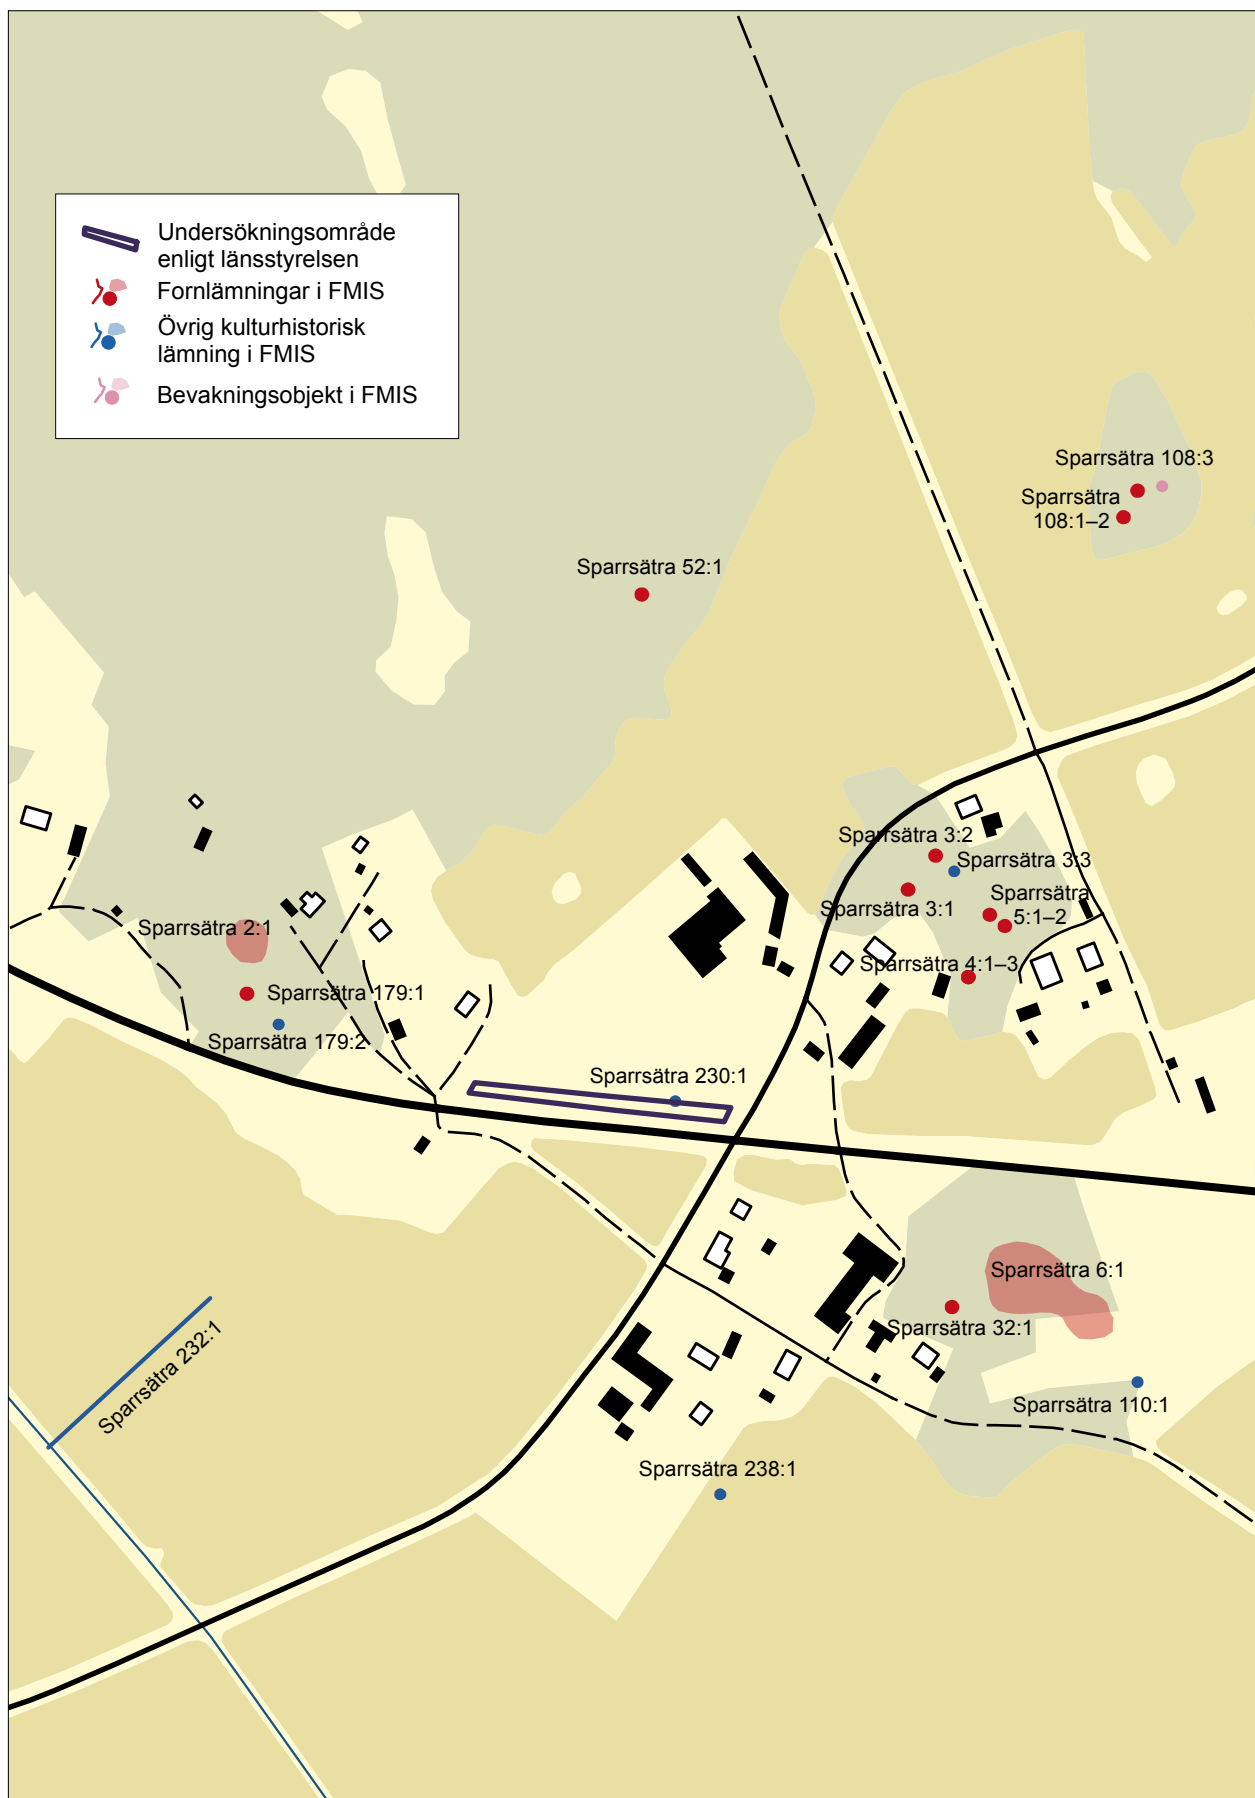 Undersökningsområde
enligt länsstyrelsen
Fornlämningar i FMIS
Övrig kulturhistorisk
lämning i FMIS
Bevakningsobjekt i FMIS
Sparrsätra 108:3
Sparrsätra
108:1–2
Sparrsätra 52:1
Sparrsätra 3:2
Sparrsätra 3:3
Sparrsätra
5:1–2
Sparrsätra 3:1
Sparrsätra 4:1–3
Sparrsätra 2:1
Sparrsätra 179:1
Sparrsätra 179:2
Sparrsätra 230:1
Sparrsätra 6:1
Sparrsätra 32:1
Sparrsätra 232:1
Sparrsätra 110:1
Sparrsätra 238:1